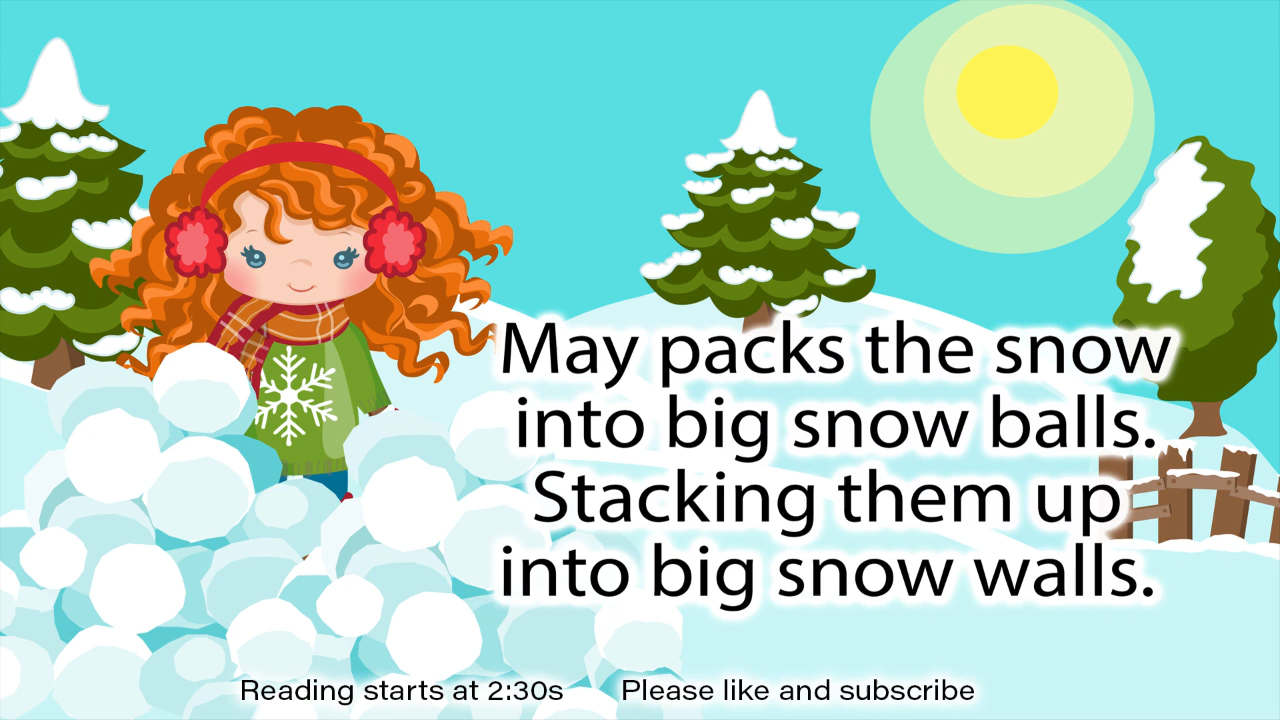 May packs the snow
into big snow balls.
Stacking them up
into big snow walls.
Reading starts at 2:30s
Please like and subscribe